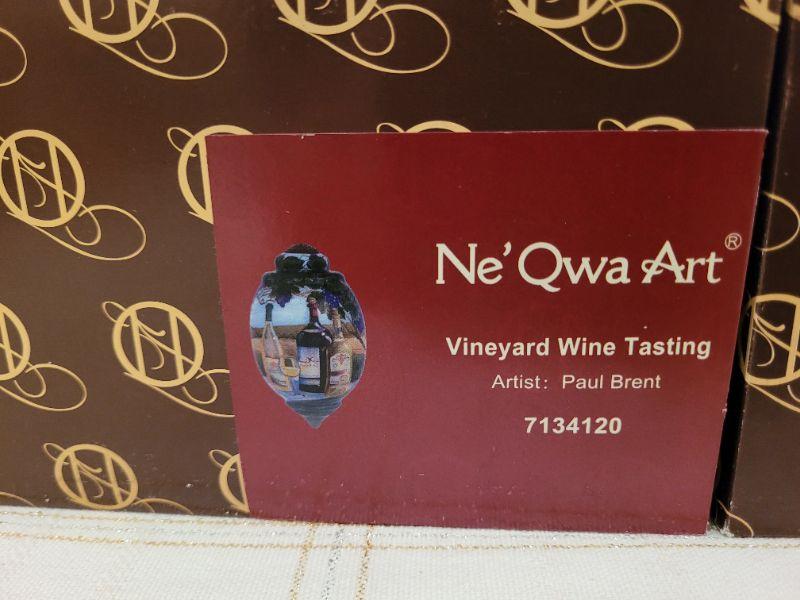 Ne'Qwa Art®
Vineyard Wine Tasting
Artist: Paul Brent
7134120